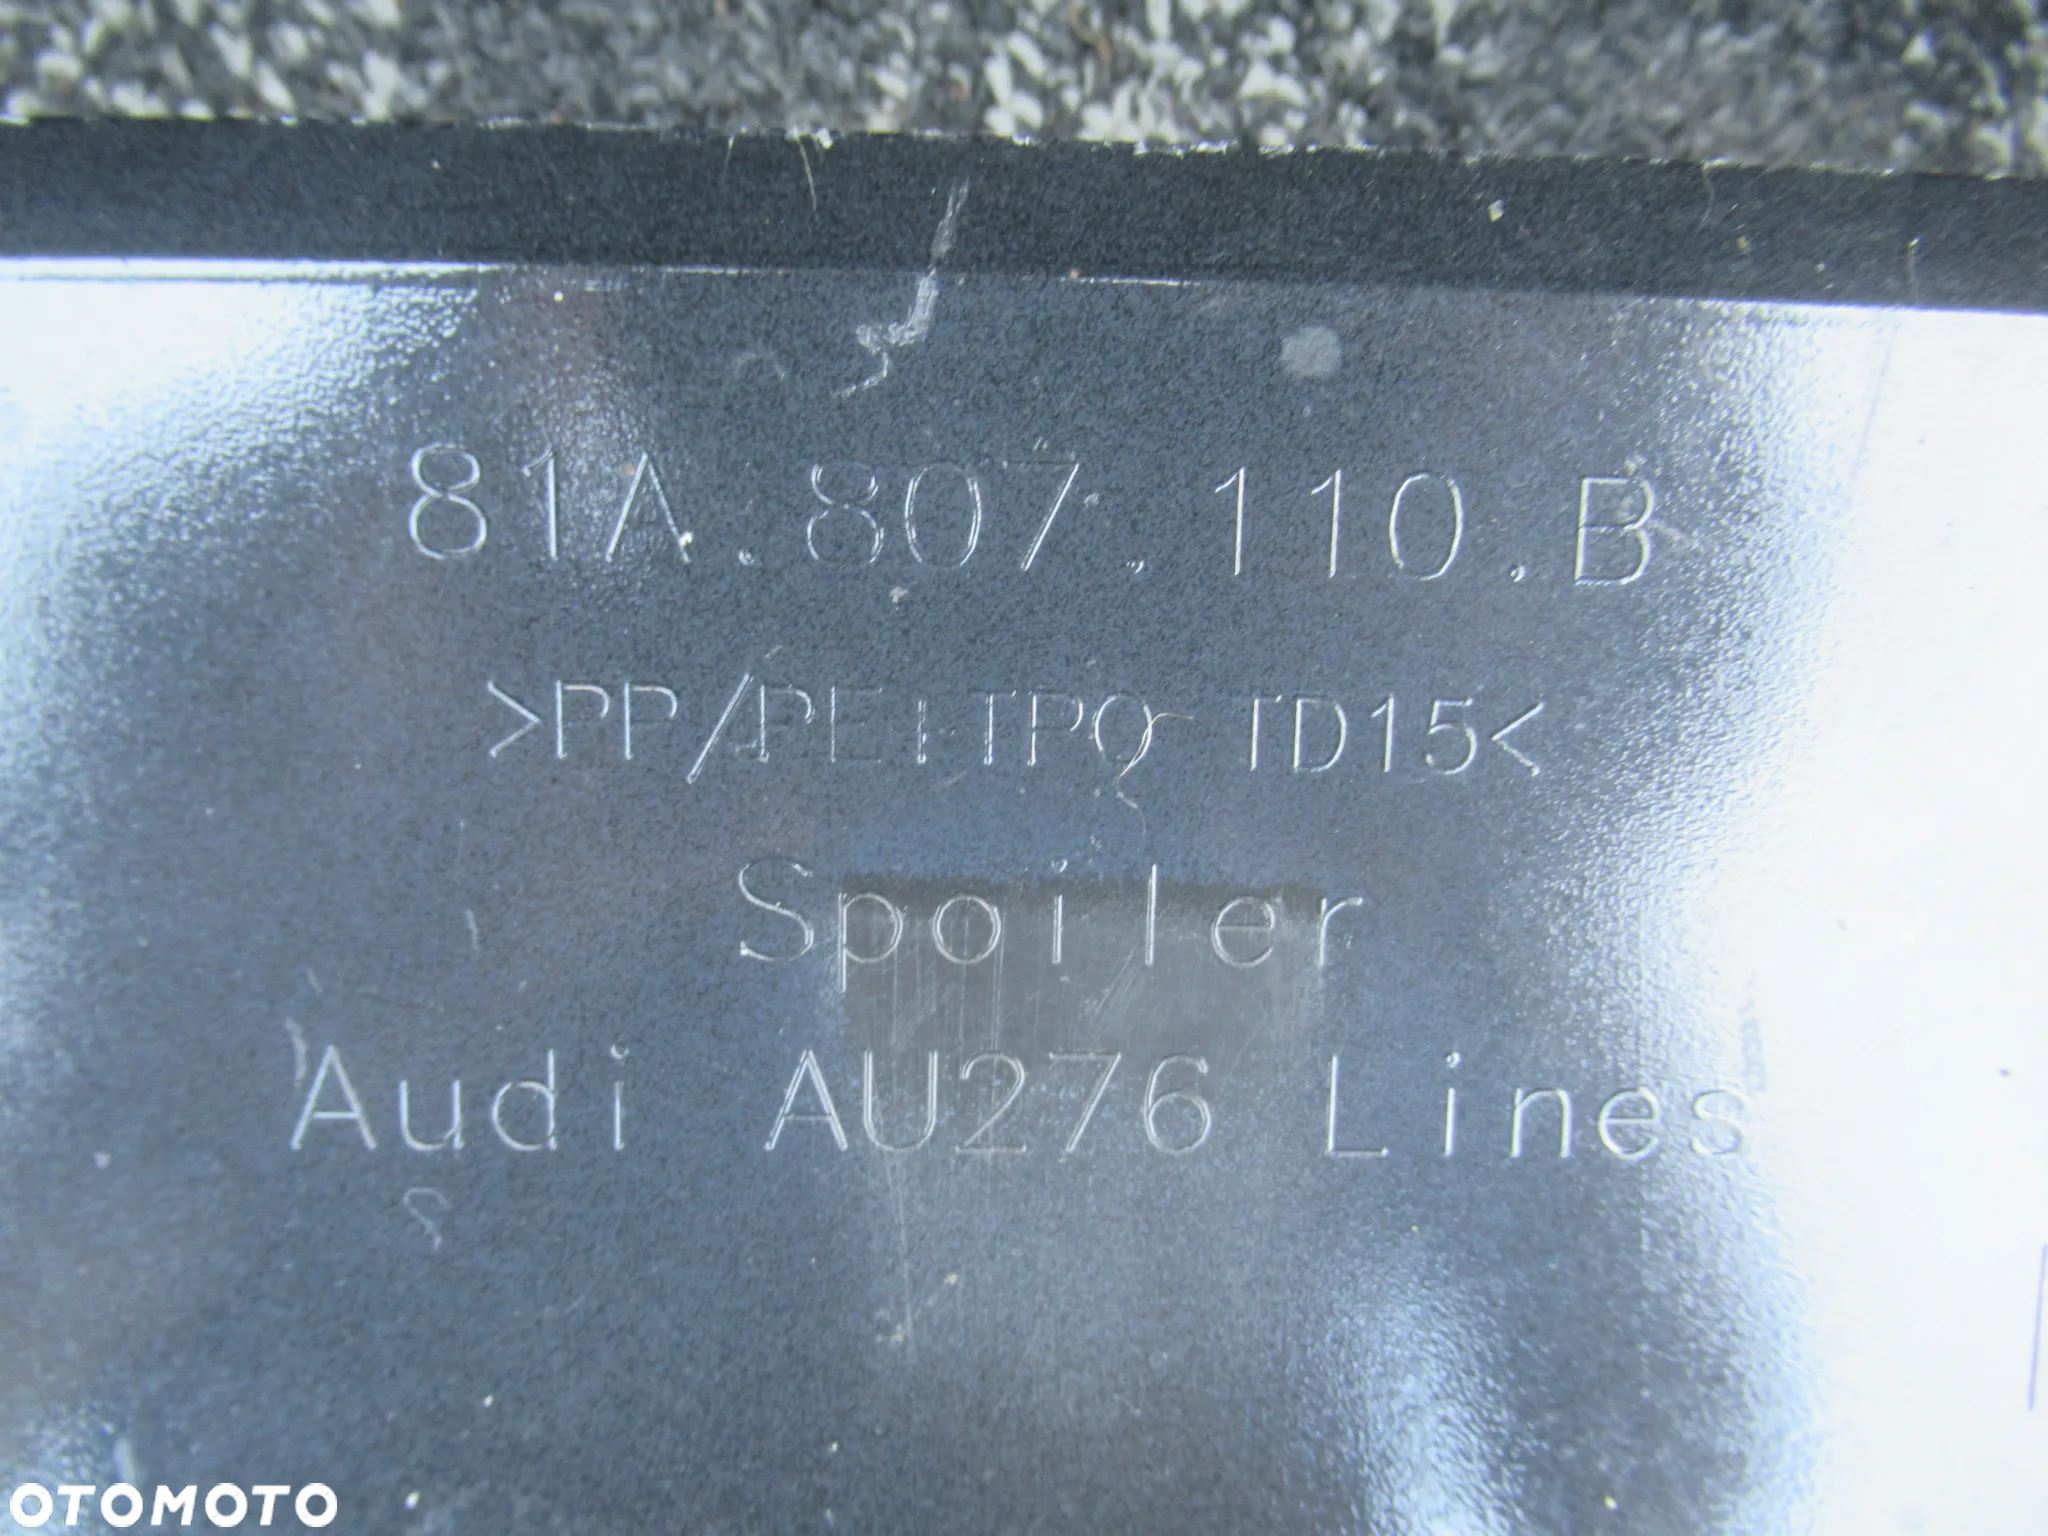 81A.807.110.B
>PP/PE+TPO TD15<
Spoiler
Audi AU276 Lines
OTOMOTO